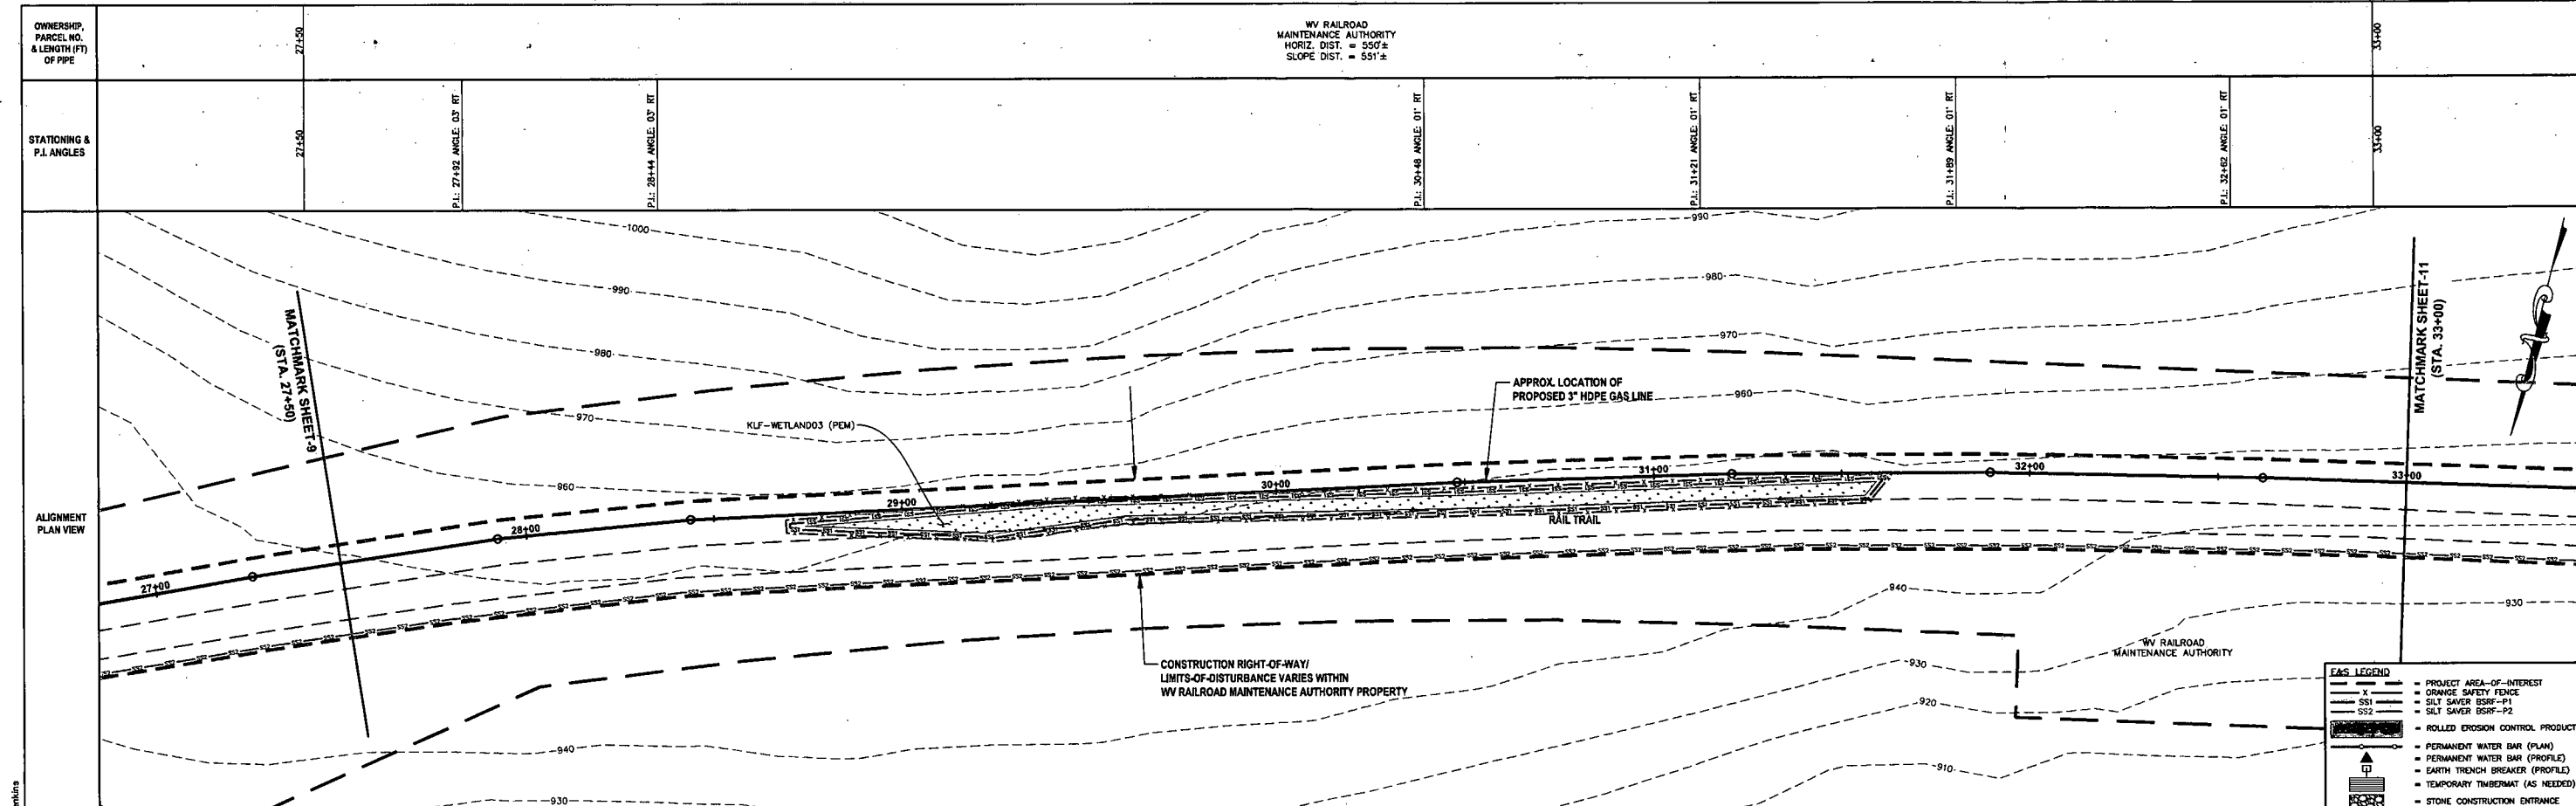 OWNERSHIP,
PARCEL NO.
& LENGTH (FT)
OF PIPE
27+50
WV RAILROAD
MAINTENANCE AUTHORITY
HORIZ. DIST. = 550'±
SLOPE DIST. = 551'±
33+00
STATIONING &
P.I. ANGLES
27+50
P.I.: 27+92 ANGLE: 03° RT
P.I.: 28+44 ANGLE: 03° RT
P.I.: 30+48 ANGLE: 01° RT
P.I.: 31+21 ANGLE: 01° RT
P.I.: 31+89 ANGLE: 01° RT
P.I.: 32+62 ANGLE: 01° RT
33+00
ALIGNMENT
PLAN VIEW
1000
990
990
980
980
970
970
960
960
MATCHMARK SHEET-9
(STA. 27+50)
MATCHMARK SHEET-11
(STA. 33+00)
KLF-WETLAND03 (PEM)
APPROX. LOCATION OF
PROPOSED 3" HDPE GAS LINE
27+00
28+00
29+00
30+00
31+00
32+00
33+00
RAIL TRAIL
CONSTRUCTION RIGHT-OF-WAY/
LIMITS-OF-DISTURBANCE VARIES WITHIN
WV RAILROAD MAINTENANCE AUTHORITY PROPERTY
WV RAILROAD
MAINTENANCE AUTHORITY
940
930
940
930
920
910
930
E&S LEGEND
= PROJECT AREA-OF-INTEREST
X = ORANGE SAFETY FENCE
SS1 = SILT SAVER BSRF-P1
SS2 = SILT SAVER BSRF-P2
= ROLLED EROSION CONTROL PRODUCT
= PERMANENT WATER BAR (PLAN)
= PERMANENT WATER BAR (PROFILE)
= EARTH TRENCH BREAKER (PROFILE)
= TEMPORARY TIMBERMAT (AS NEEDED)
= STONE CONSTRUCTION ENTRANCE